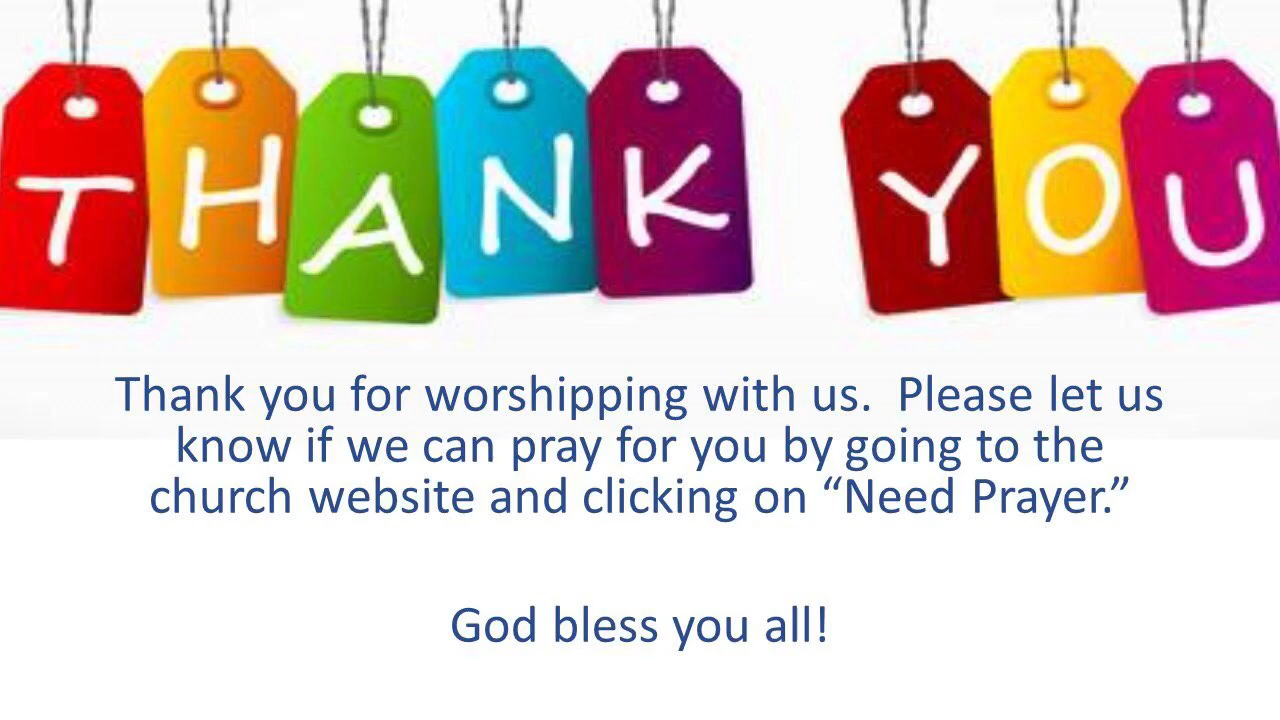 THANK YOU
Thank you for worshipping with us.  Please let us
know if we can pray for you by going to the
church website and clicking on “Need Prayer.”
God bless you all!